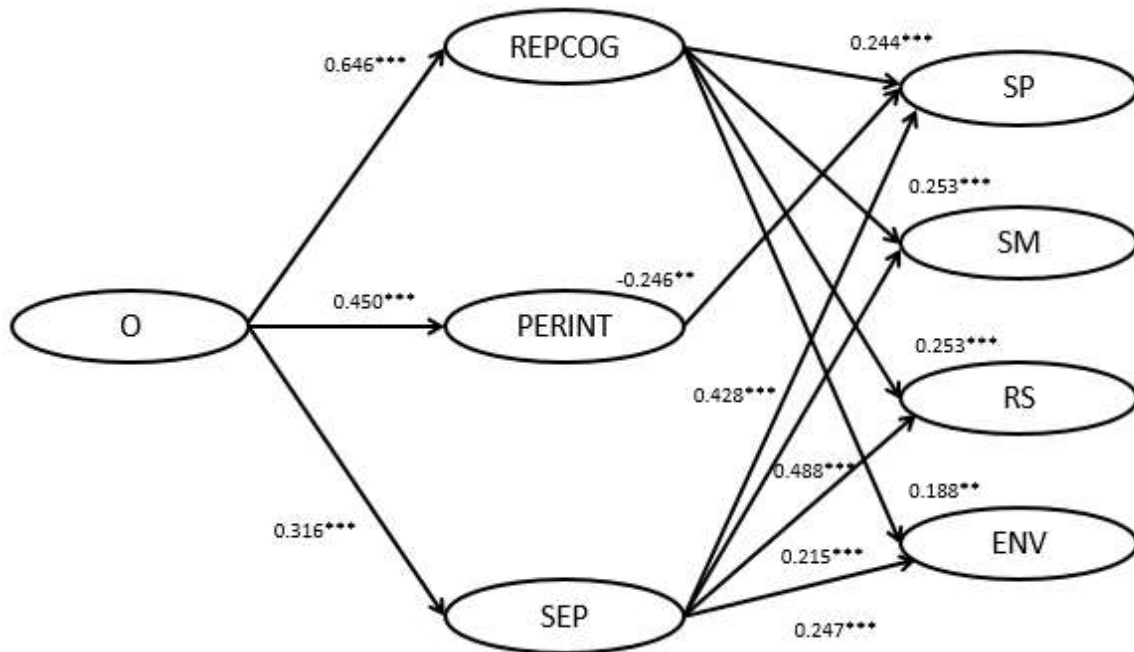 REPCOG
0.244***
0.646***
SP
0.253***
SM
-0.246**
0.450***
O
PERINT
0.253***
0.428***
RS
0.488***
0.188**
0.316***
ENV
0.215***
SEP
0.247***